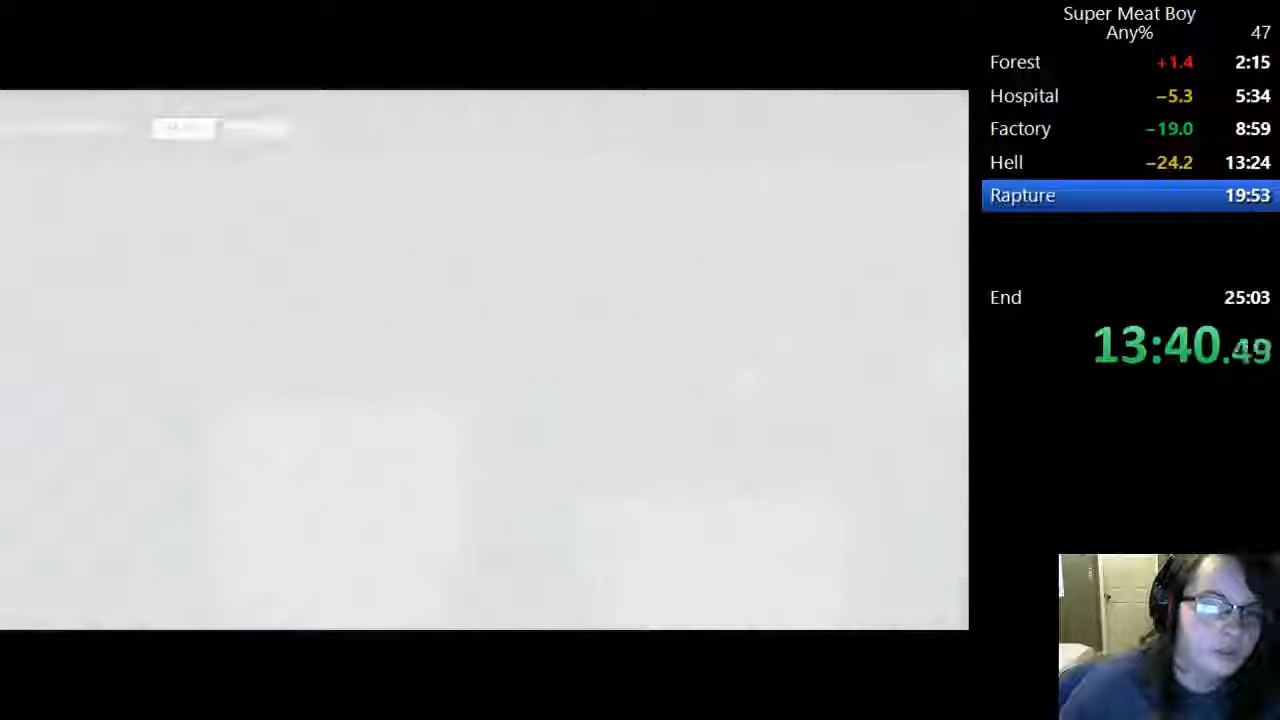 Super Meat Boy
Any% 47
Forest +1.4 2:15
Hospital −5.3 5:34
Factory −19.0 8:59
Hell −24.2 13:24
Rapture 19:53
End 25:03
13:40.49